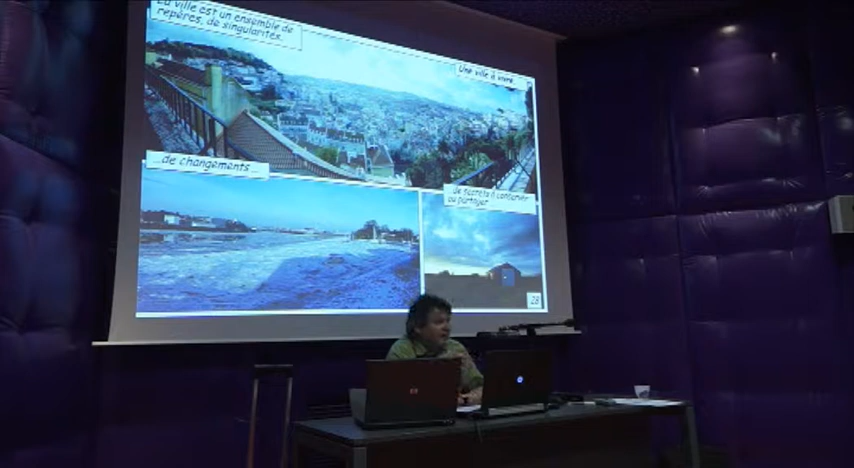 La ville est un ensemble de
repères, de singularités.
Une ville à vivre...
...de changements...
...de secrets à conserver
ou partager
28
hp